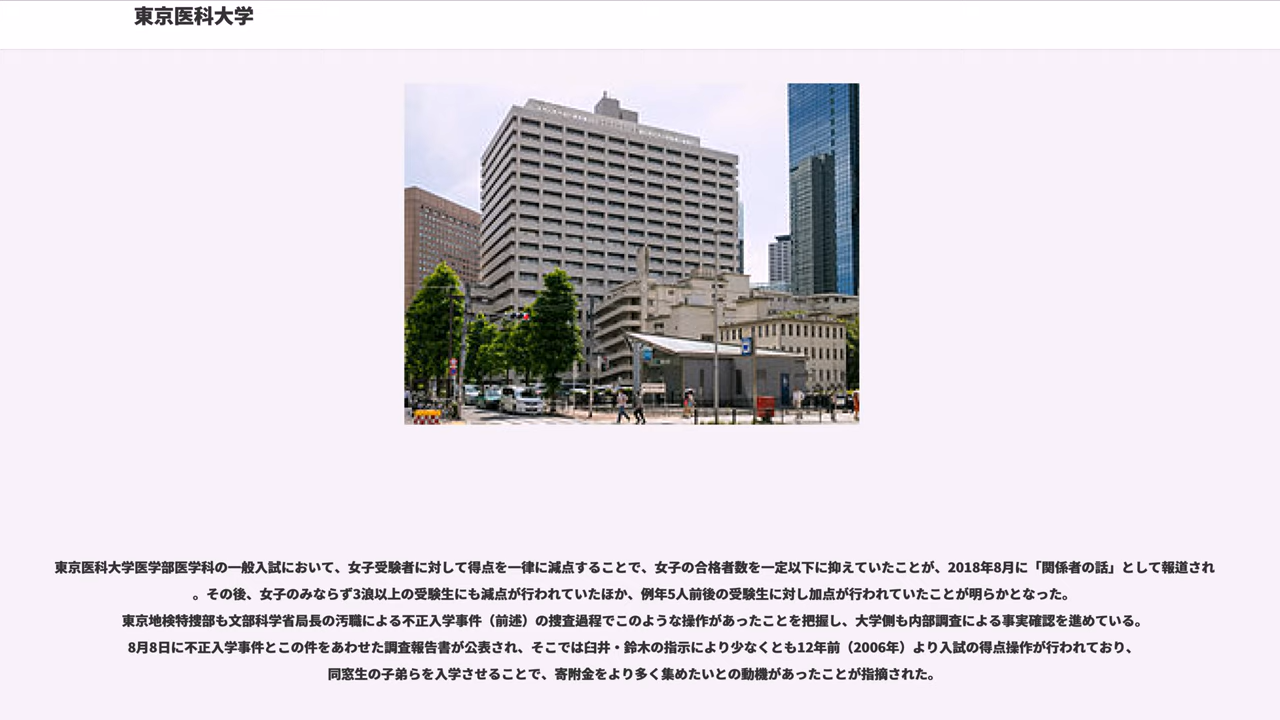 東京医科大学
東京医科大学医学部医学科の一般入試において、女子受験者に対して得点を一律に減点することで、女子の合格者数を一定以下に抑えていたことが、2018年8月に「関係者の話」として報道され
。その後、女子のみならず3浪以上の受験生にも減点が行われていたほか、例年5人前後の受験生に対し加点が行われていたことが明らかとなった。
東京地検特捜部も文部科学省局長の汚職による不正入学事件（前述）の捜査過程でこのような操作があったことを把握し、大学側も内部調査による事実確認を進めている。
8月8日に不正入学事件とこの件をあわせた調査報告書が公表され、そこでは臼井・鈴木の指示により少なくとも12年前（2006年）より入試の得点操作が行われており、
同窓生の子弟らを入学させることで、寄附金をより多く集めたいとの動機があったことが指摘された。